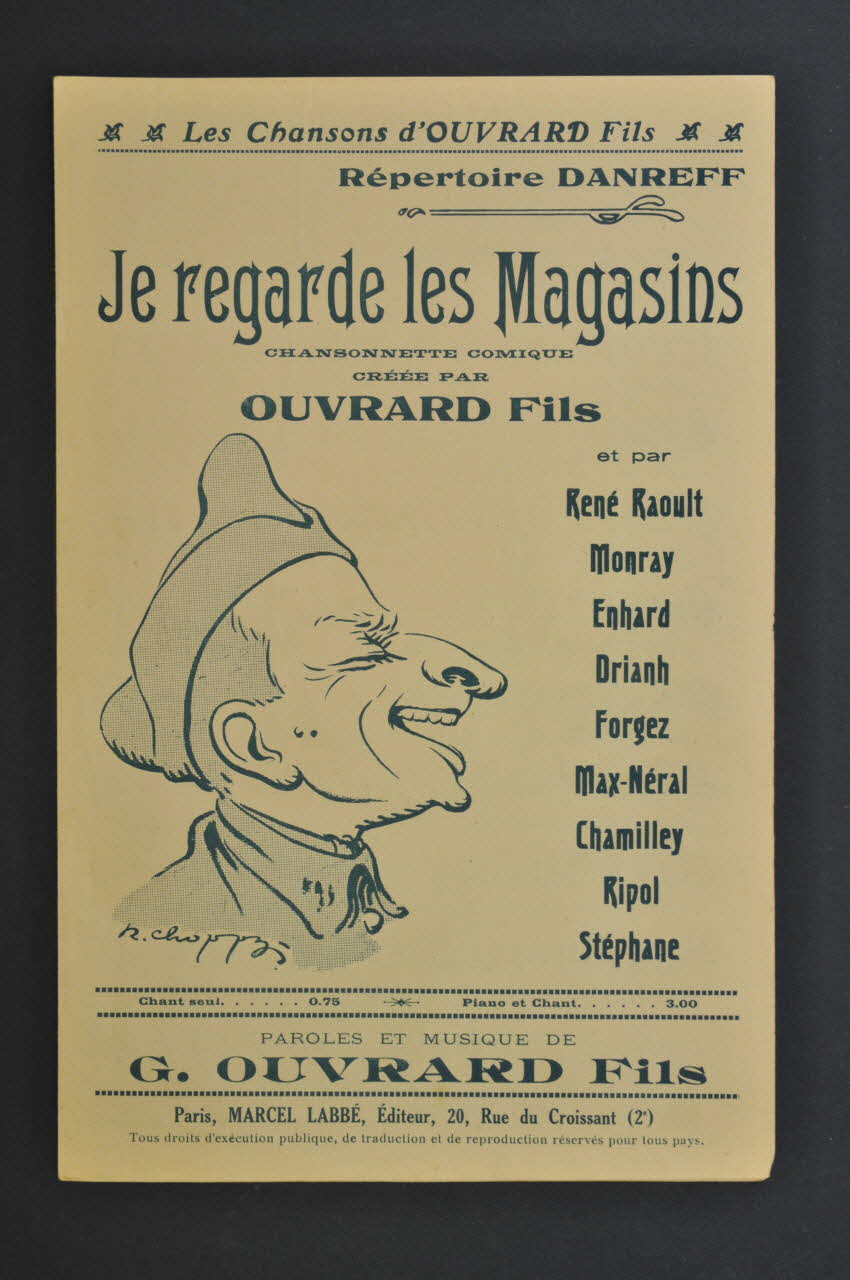 Les Chansons d'OUVRARD Fils
Répertoire DANREFF
Je regarde les Magasins
CHANSONNETTE COMIQUE
CRÉÉE PAR
OUVRARD Fils
et par
René Raoult
Monray
Enhard
Drianh
Forgez
Max-Néral
Chamilley
Ripol
Stéphane
Chant seul. . . . . . 0.75 Piano et Chant. . . . . . 3.00
PAROLES ET MUSIQUE DE
G. OUVRARD Fils
Paris, MARCEL LABBÉ, Éditeur, 20, Rue du Croissant (2e)
Tous droits d'exécution publique, de traduction et de reproduction réservés pour tous pays.